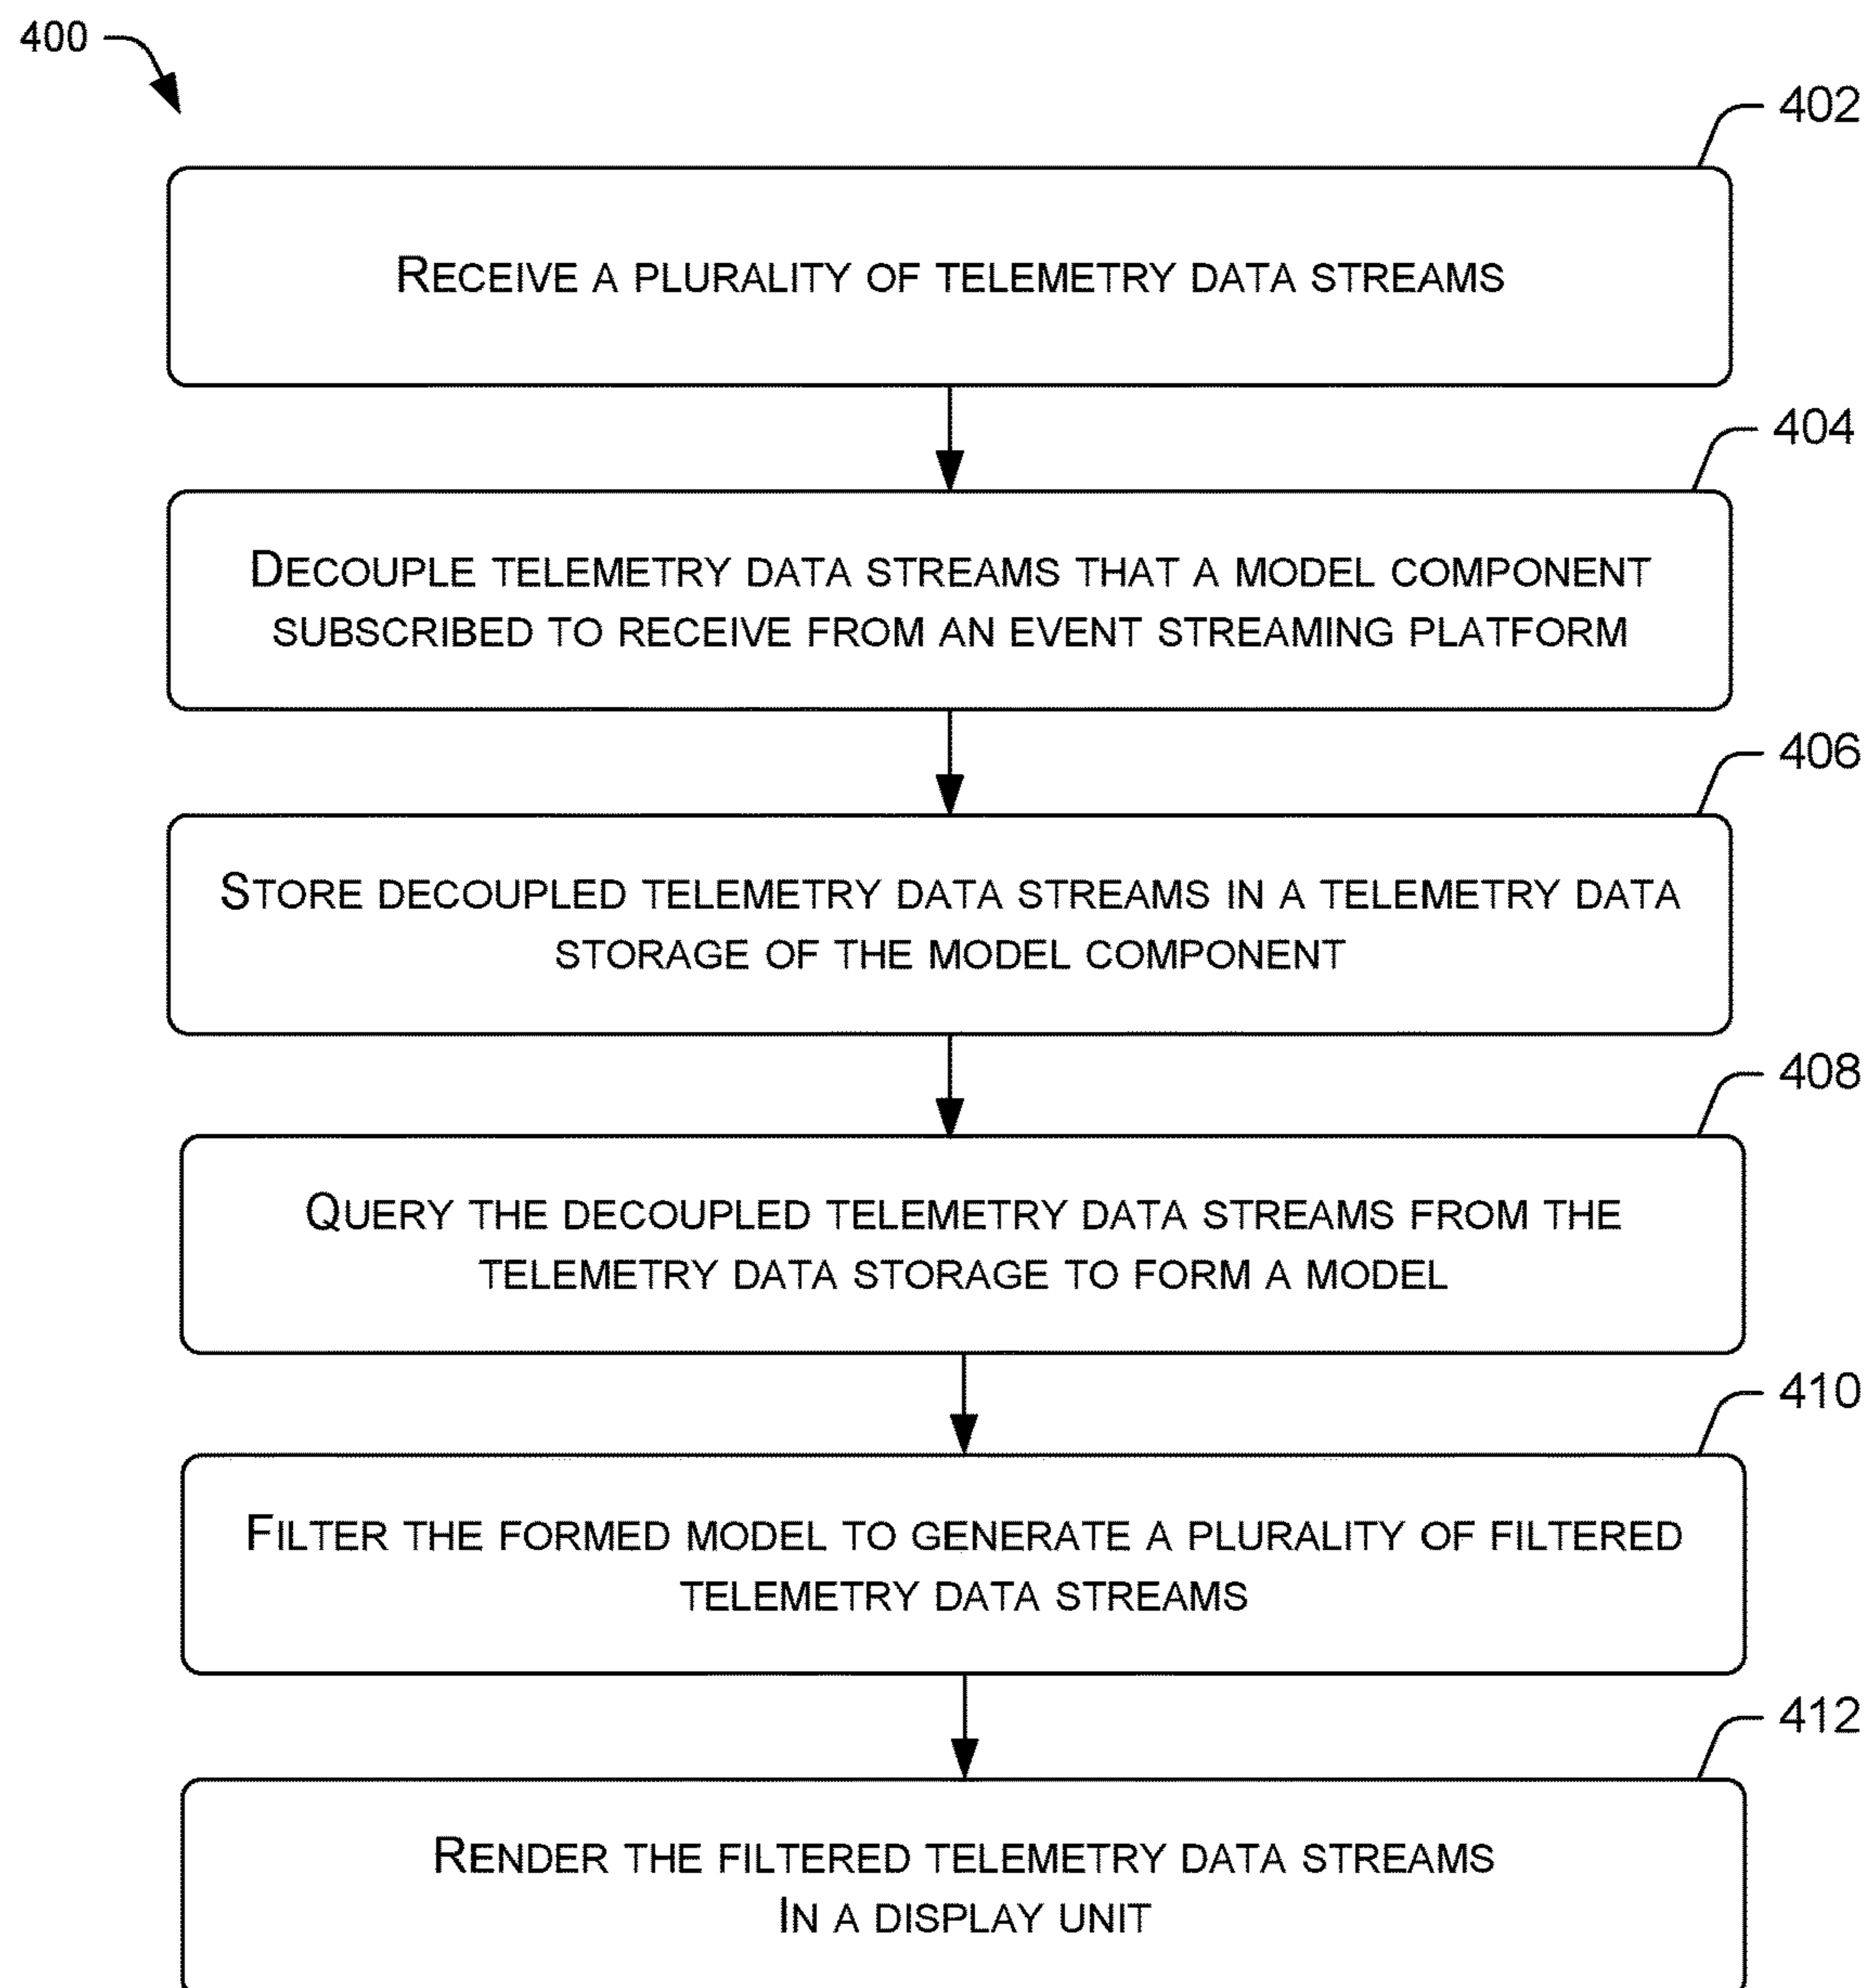 400
402
RECEIVE A PLURALITY OF TELEMETRY DATA STREAMS
404
DECOUPLE TELEMETRY DATA STREAMS THAT A MODEL COMPONENT
SUBSCRIBED TO RECEIVE FROM AN EVENT STREAMING PLATFORM
406
STORE DECOUPLED TELEMETRY DATA STREAMS IN A TELEMETRY DATA
STORAGE OF THE MODEL COMPONENT
408
QUERY THE DECOUPLED TELEMETRY DATA STREAMS FROM THE
TELEMETRY DATA STORAGE TO FORM A MODEL
410
FILTER THE FORMED MODEL TO GENERATE A PLURALITY OF FILTERED
TELEMETRY DATA STREAMS
412
RENDER THE FILTERED TELEMETRY DATA STREAMS
IN A DISPLAY UNIT